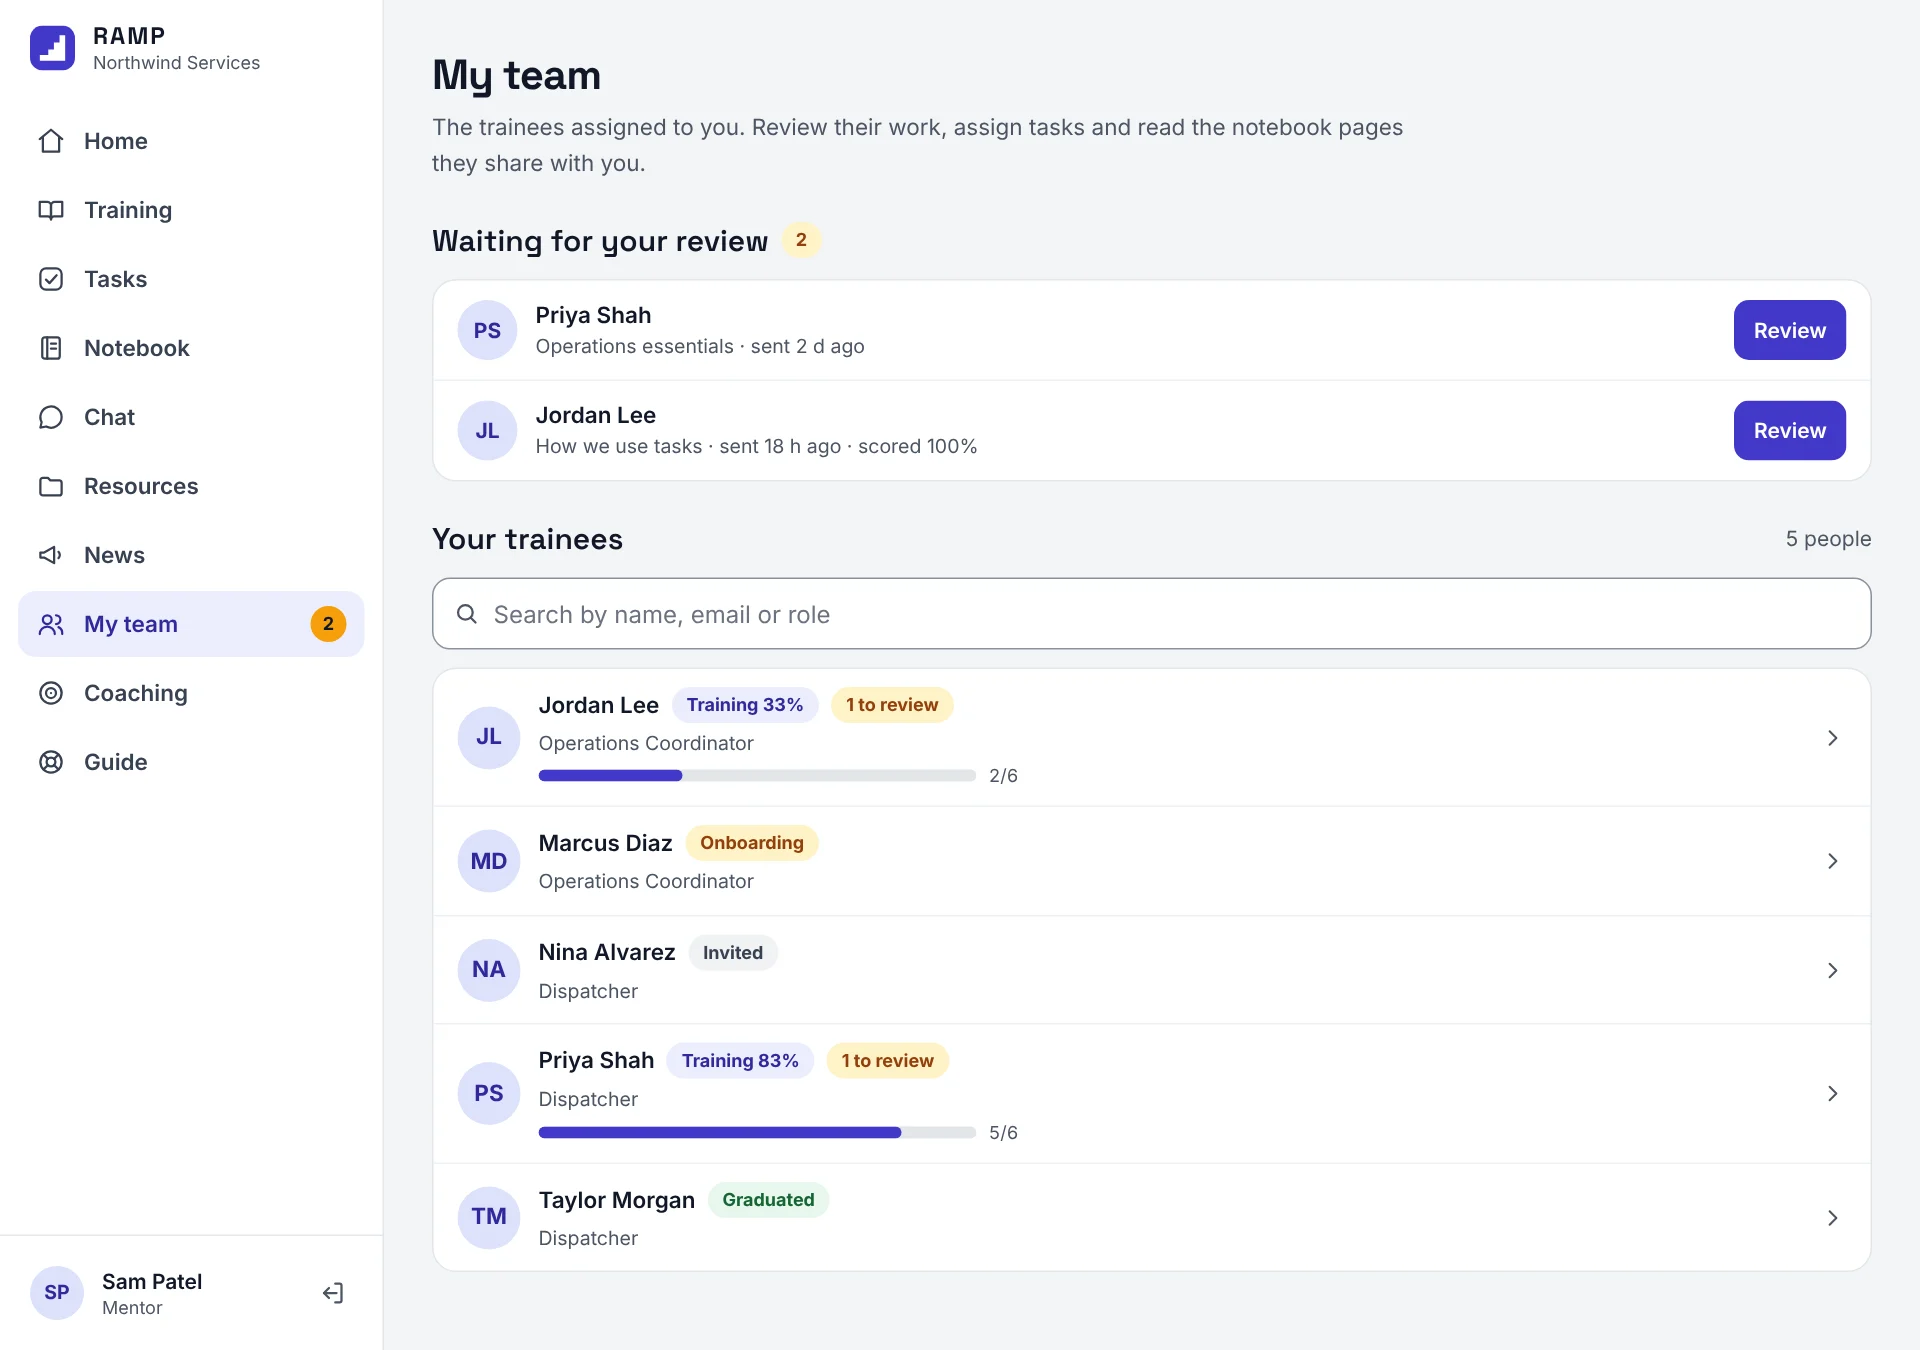 RAMP
Northwind Services
Home
Training
Tasks
Notebook
Chat
Resources
News
My team 2
Coaching
Guide
SP
Sam Patel
Mentor
My team
The trainees assigned to you. Review their work, assign tasks and read the notebook pages
they share with you.
Waiting for your review 2
PS
Priya Shah
Operations essentials · sent 2 d ago
Review
JL
Jordan Lee
How we use tasks · sent 18 h ago · scored 100%
Review
Your trainees
5 people
Search by name, email or role
JL
Jordan Lee Training 33% 1 to review
Operations Coordinator
2/6
MD
Marcus Diaz Onboarding
Operations Coordinator
NA
Nina Alvarez Invited
Dispatcher
PS
Priya Shah Training 83% 1 to review
Dispatcher
5/6
TM
Taylor Morgan Graduated
Dispatcher